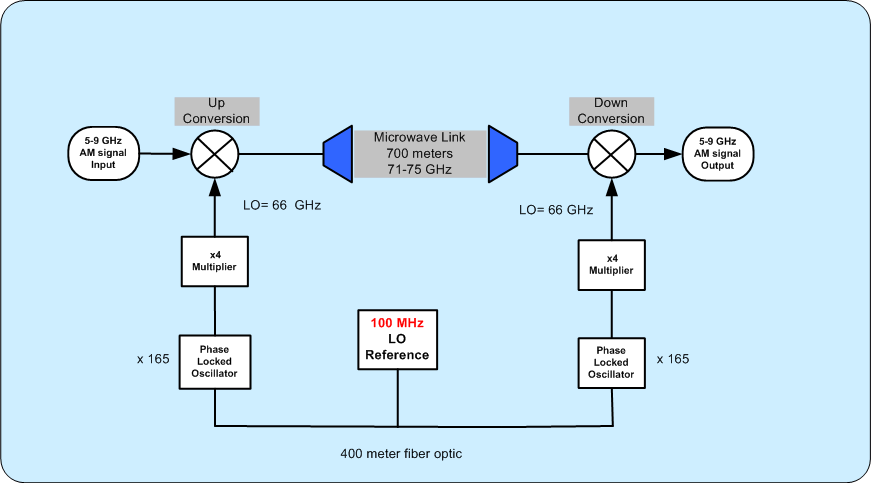 Up
Conversion
Down
Conversion
5-9 GHz
AM signal
Input
Microwave Link
700 meters
71-75 GHz
5-9 GHz
AM signal
Output
LO= 66  GHz
LO= 66 GHz
x4
Multiplier
x4
Multiplier
100 MHz
LO
Reference
x 165
Phase
Locked
Oscillator
Phase
Locked
Oscillator
x 165
400 meter fiber optic